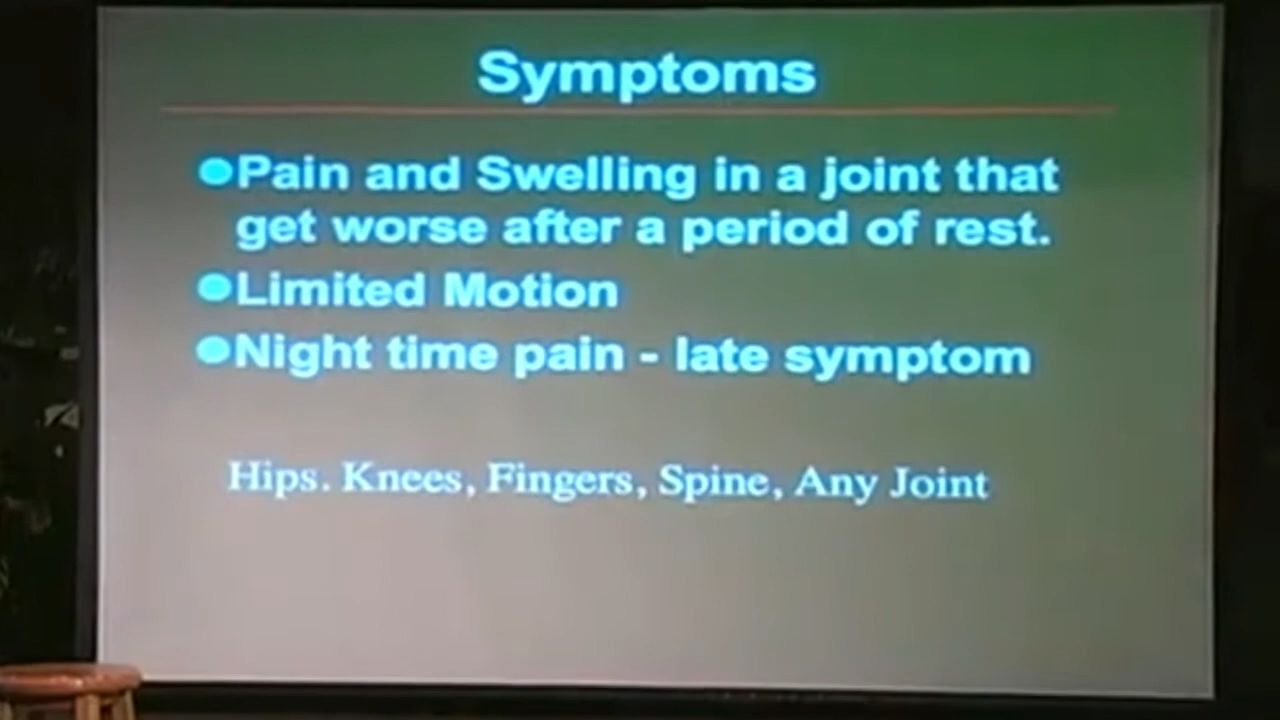 Symptoms
●Pain and Swelling in a joint that
get worse after a period of rest.
●Limited Motion
●Night time pain - late symptom
Hips. Knees, Fingers, Spine, Any Joint